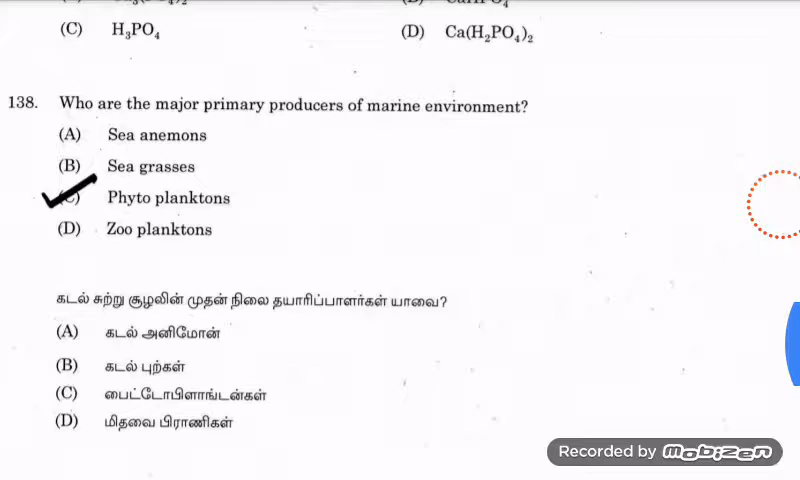 (C) H₃PO₄ (D) Ca(H₂PO₄)₂
138. Who are the major primary producers of marine environment?
(A) Sea anemons
(B) Sea grasses
(C) Phyto planktons
(D) Zoo planktons
கடல் சுற்று சூழலின் முதன் நிலை தயாரிப்பாளர்கள் யாவை?
(A) கடல் அனிமோன்
(B) கடல் புற்கள்
(C) பைட்டோபிளாங்டன்கள்
(D) மிதவை பிராணிகள்
Recorded by mobizen